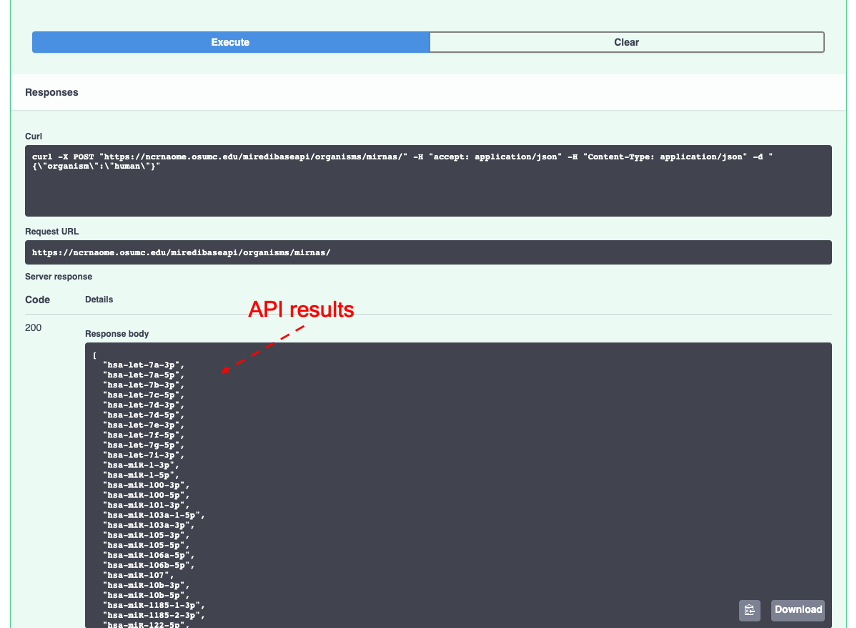 Execute
Clear
Responses
Curl
curl -X POST "https://ncrnaome.osumc.edu/miredibaseapi/organisms/mirnas/" -H "accept: application/json" -H "Content-Type: application/json" -d "
{\"organism\":\"human\"}"
Request URL
https://ncrnaome.osumc.edu/miredibaseapi/organisms/mirnas/
Server response
Code
Details
API results
200
Response body
[
"hsa-let-7a-3p",
"hsa-let-7a-5p",
"hsa-let-7b-3p",
"hsa-let-7c-5p",
"hsa-let-7d-3p",
"hsa-let-7d-5p",
"hsa-let-7e-3p",
"hsa-let-7f-5p",
"hsa-let-7g-5p",
"hsa-let-7i-3p",
"hsa-miR-1-3p",
"hsa-miR-1-5p",
"hsa-miR-100-3p",
"hsa-miR-100-5p",
"hsa-miR-101-3p",
"hsa-miR-103a-1-5p",
"hsa-miR-103a-3p",
"hsa-miR-105-3p",
"hsa-miR-105-5p",
"hsa-miR-106a-5p",
"hsa-miR-106b-5p",
"hsa-miR-107",
"hsa-miR-10b-3p",
"hsa-miR-10b-5p",
"hsa-miR-1185-1-3p",
"hsa-miR-1185-2-3p",
"hsa-miR-122-5p",
Download